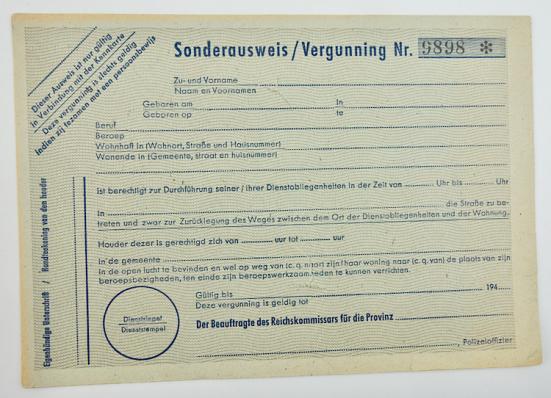 Dieser Ausweis ist nur gültig
in Verbindung mit der Kennkarte
Deze vergunning is slechts geldig
indien zij tezamen met een persoonsbewijs
Sonderausweis / Vergunning Nr. 9898 *
Zu- und Vorname
Naam en Voornamen
Geboren am in
Geboren op te
Beruf
Beroep
Wohnhaft in (Wohnort, Straße und Hausnummer)
Wonende in (Gemeente, straat en huisnummer)
ist berechtigt zur Durchführung seiner / ihrer Dienstobliegenheiten in der Zeit von Uhr bis Uhr
in die Straße zu be-
treten und zwar zur Zurücklegung des Weges zwischen dem Ort der Dienstobliegenheiten und der Wohnung.
Houder dezer is gerechtigd zich van uur tot uur
in de gemeente
in de open lucht te bevinden en wel op weg van (c. q. naar) zijn haar woning naar (c. q. van) de plaats van zijn
beroepsbezigheden, ten einde zijn beroepswerkzaamheden te kunnen verrichten.
Gültig bis 194
Deze vergunning is geldig tot
Der Beauftragte des Reichskommissars für die Provinz
Polizeioffizier
Dienstsiegel
Dienststempel
Eigenhändige Unterschrift / Handtekening van den houder